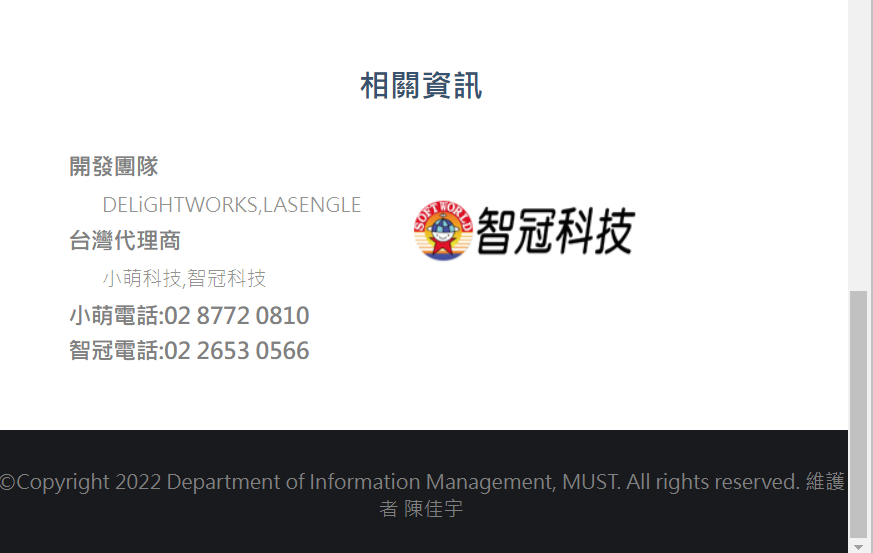 相關資訊
開發團隊
DELiGHTWORKS,LASENGLE
台灣代理商
小萌科技,智冠科技
小萌電話:02 8772 0810
智冠電話:02 2653 0566
SOFTWORLD
智冠科技
©Copyright 2022 Department of Information Management, MUST. All rights reserved. 維護
者 陳佳宇